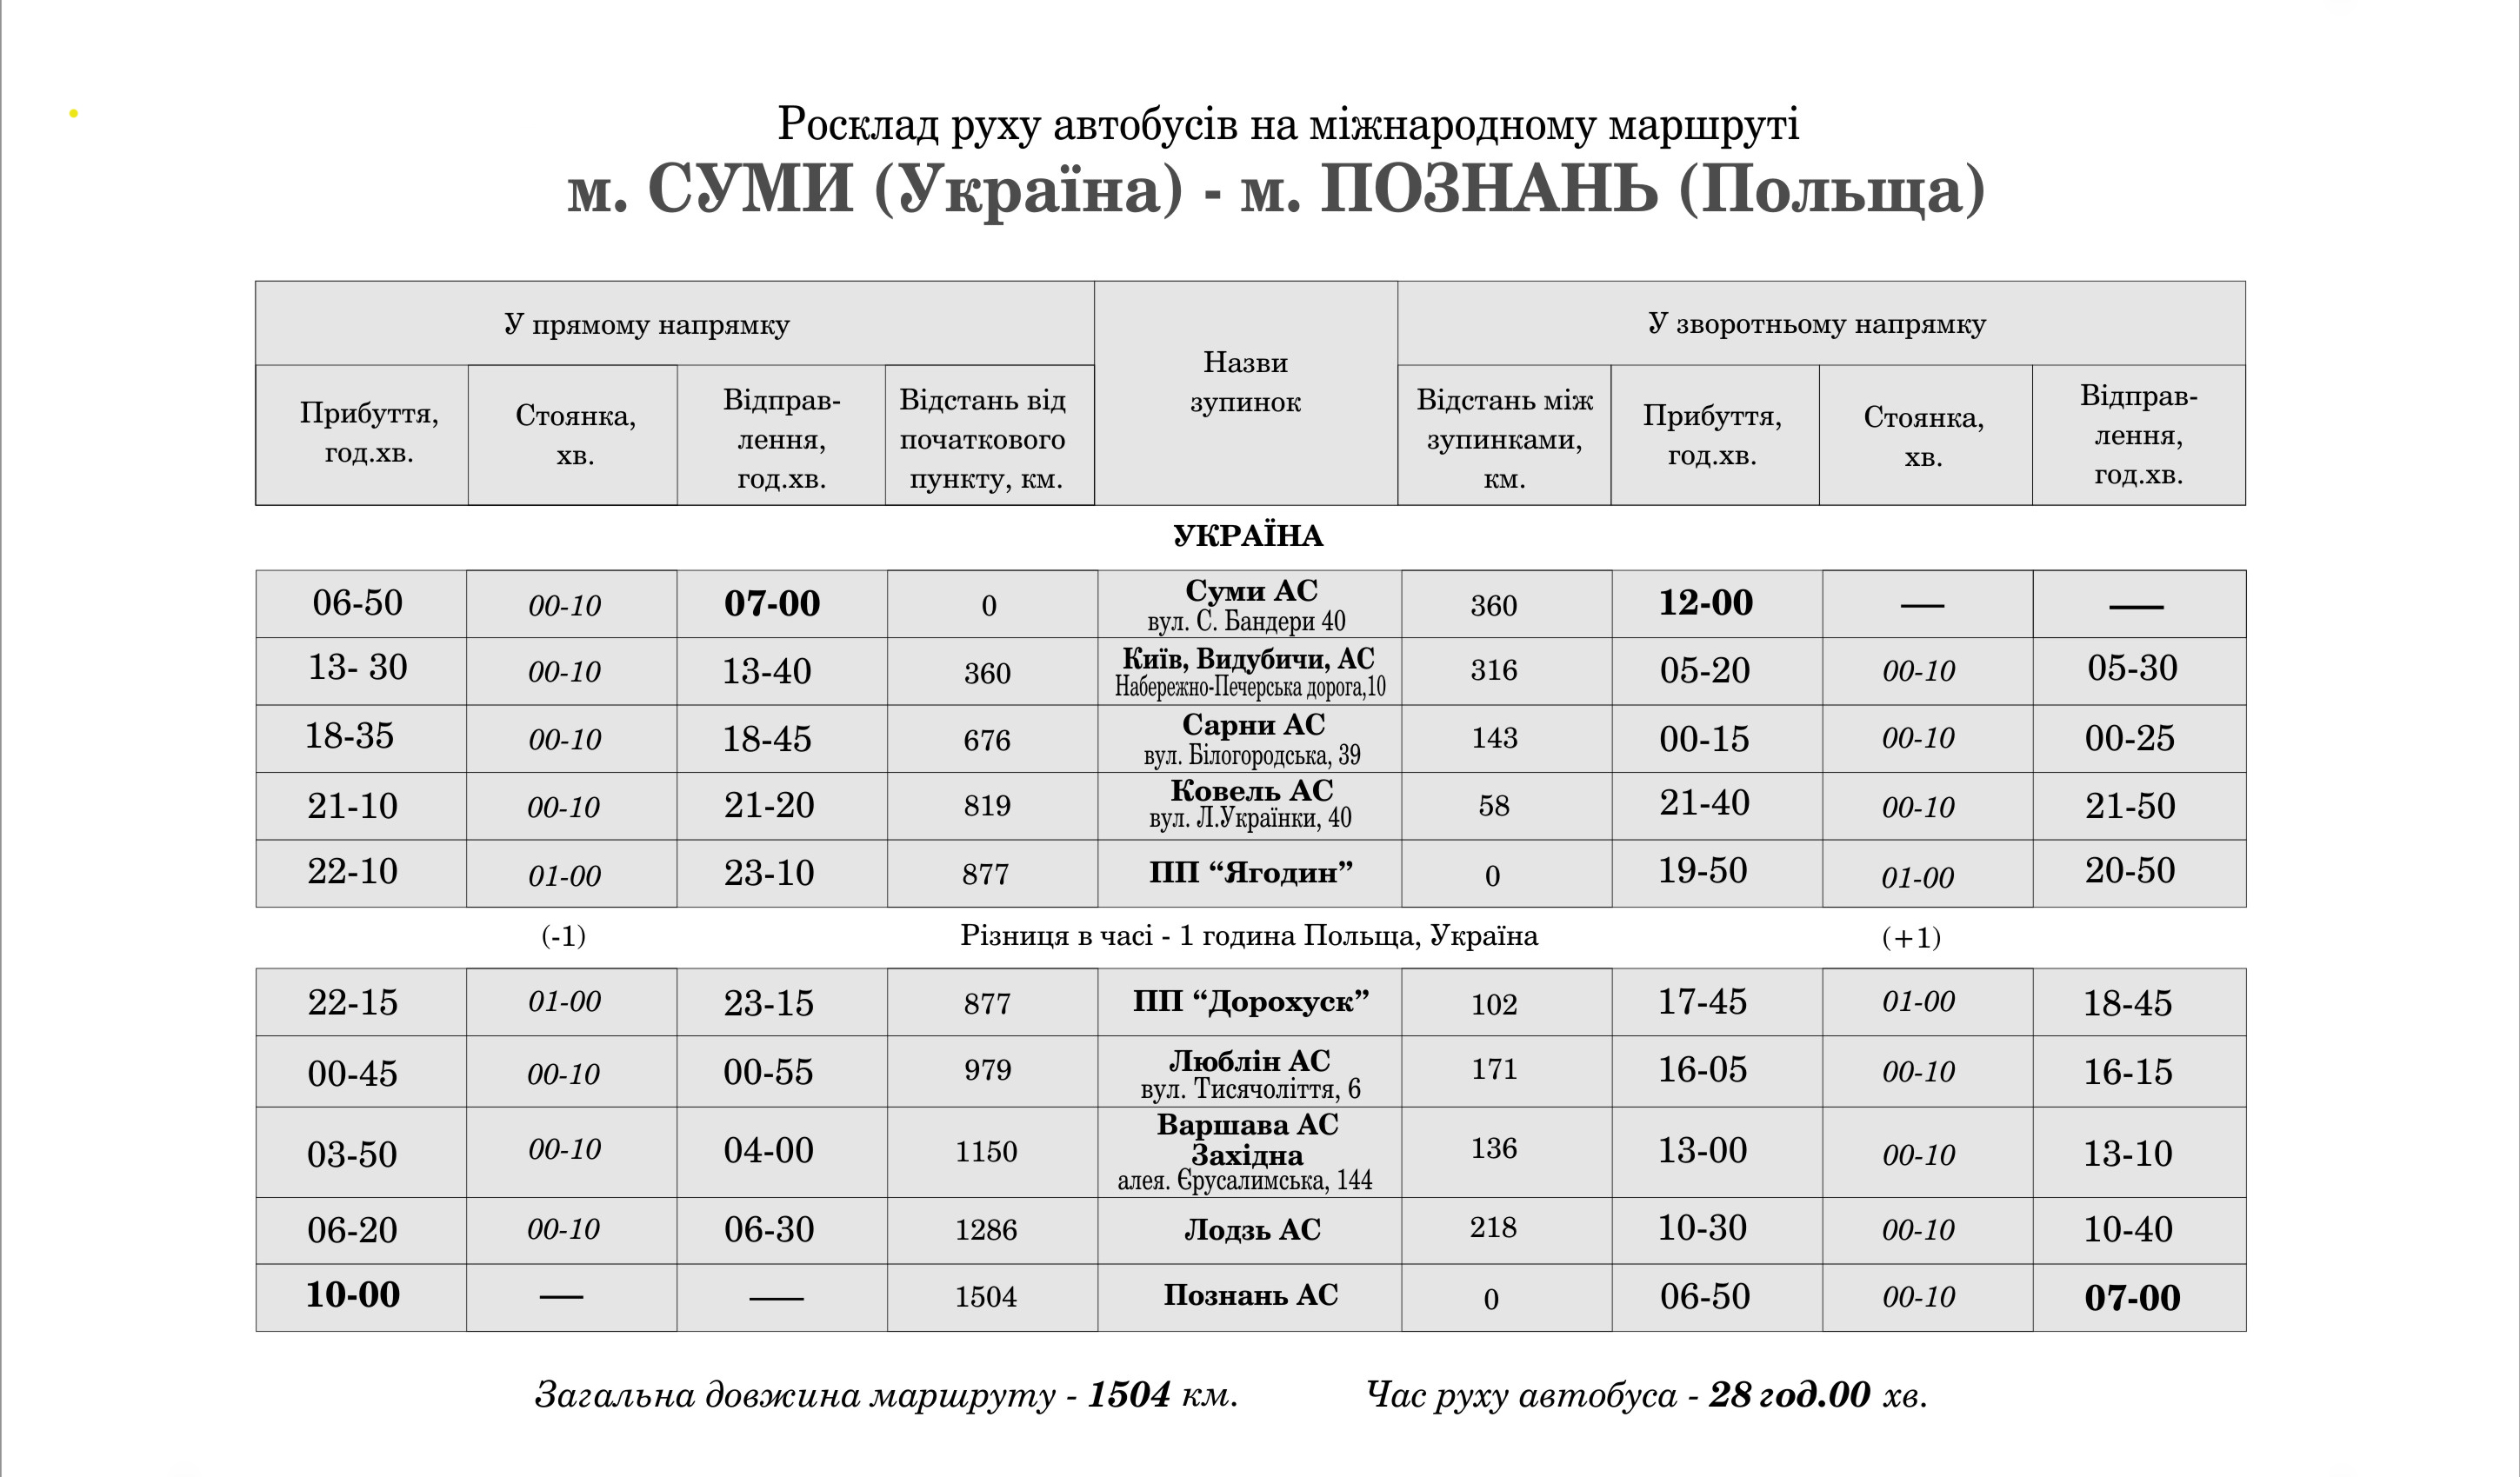 Росклад руху автобусів на міжнародному маршруті
м. СУМИ (Україна) - м. ПОЗНАНЬ (Польща)
У прямому напрямку
Назви
зупинок
У зворотньому напрямку
Прибуття,
год.хв.
Стоянка,
хв.
Відправ-
лення,
год.хв.
Відстань від
початкового
пункту, км.
Відстань між
зупинками,
км.
Прибуття,
год.хв.
Стоянка,
хв.
Відправ-
лення,
год.хв.
УКРАЇНА
06-50 00-10 07-00 0 Суми АС 360 12-00 — —
вул. С. Бандери 40
13- 30 00-10 13-40 360 Київ, Видубичи, АС 316 05-20 00-10 05-30
Набережно-Печерська дорога,10
18-35 00-10 18-45 676 Сарни АС 143 00-15 00-10 00-25
вул. Білогородська, 39
21-10 00-10 21-20 819 Ковель АС 58 21-40 00-10 21-50
вул. Л.Українки, 40
22-10 01-00 23-10 877 ПП “Ягодин” 0 19-50 01-00 20-50
(-1) Різниця в часі - 1 година Польща, Україна (+1)
22-15 01-00 23-15 877 ПП “Дорохуск” 102 17-45 01-00 18-45
00-45 00-10 00-55 979 Люблін АС 171 16-05 00-10 16-15
вул. Тисячоліття, 6
03-50 00-10 04-00 1150 Варшава АС 136 13-00 00-10 13-10
Західна
алея. Єрусалимська, 144
06-20 00-10 06-30 1286 Лодзь АС 218 10-30 00-10 10-40
10-00 — — 1504 Познань АС 0 06-50 00-10 07-00
Загальна довжина маршруту - 1504 км. Час руху автобуса - 28 год.00 хв.